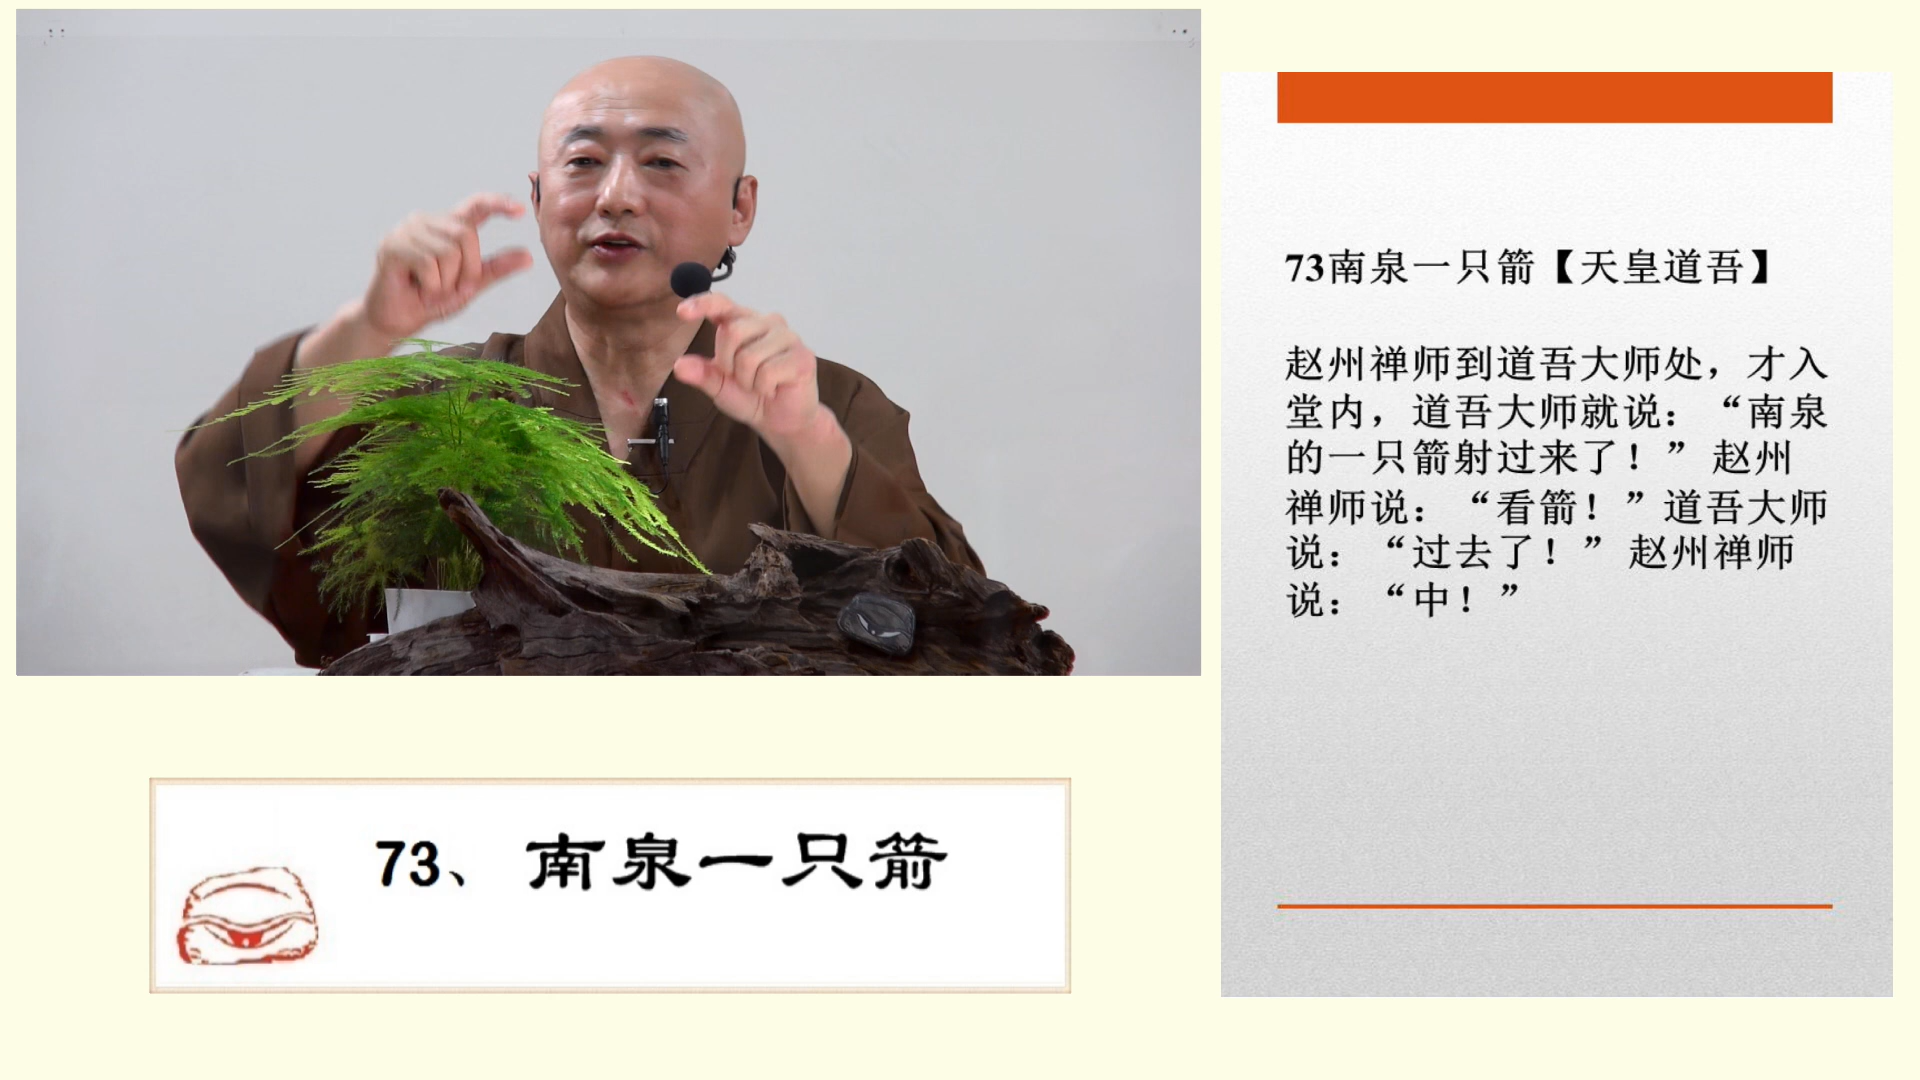 73南泉一只箭【天皇道吾】
赵州禅师到道吾大师处，才入
堂内，道吾大师就说：“南泉
的一只箭射过来了！” 赵州
禅师说：“看箭！”道吾大师
说：“过去了！” 赵州禅师
说：“中！”
73、南泉一只箭